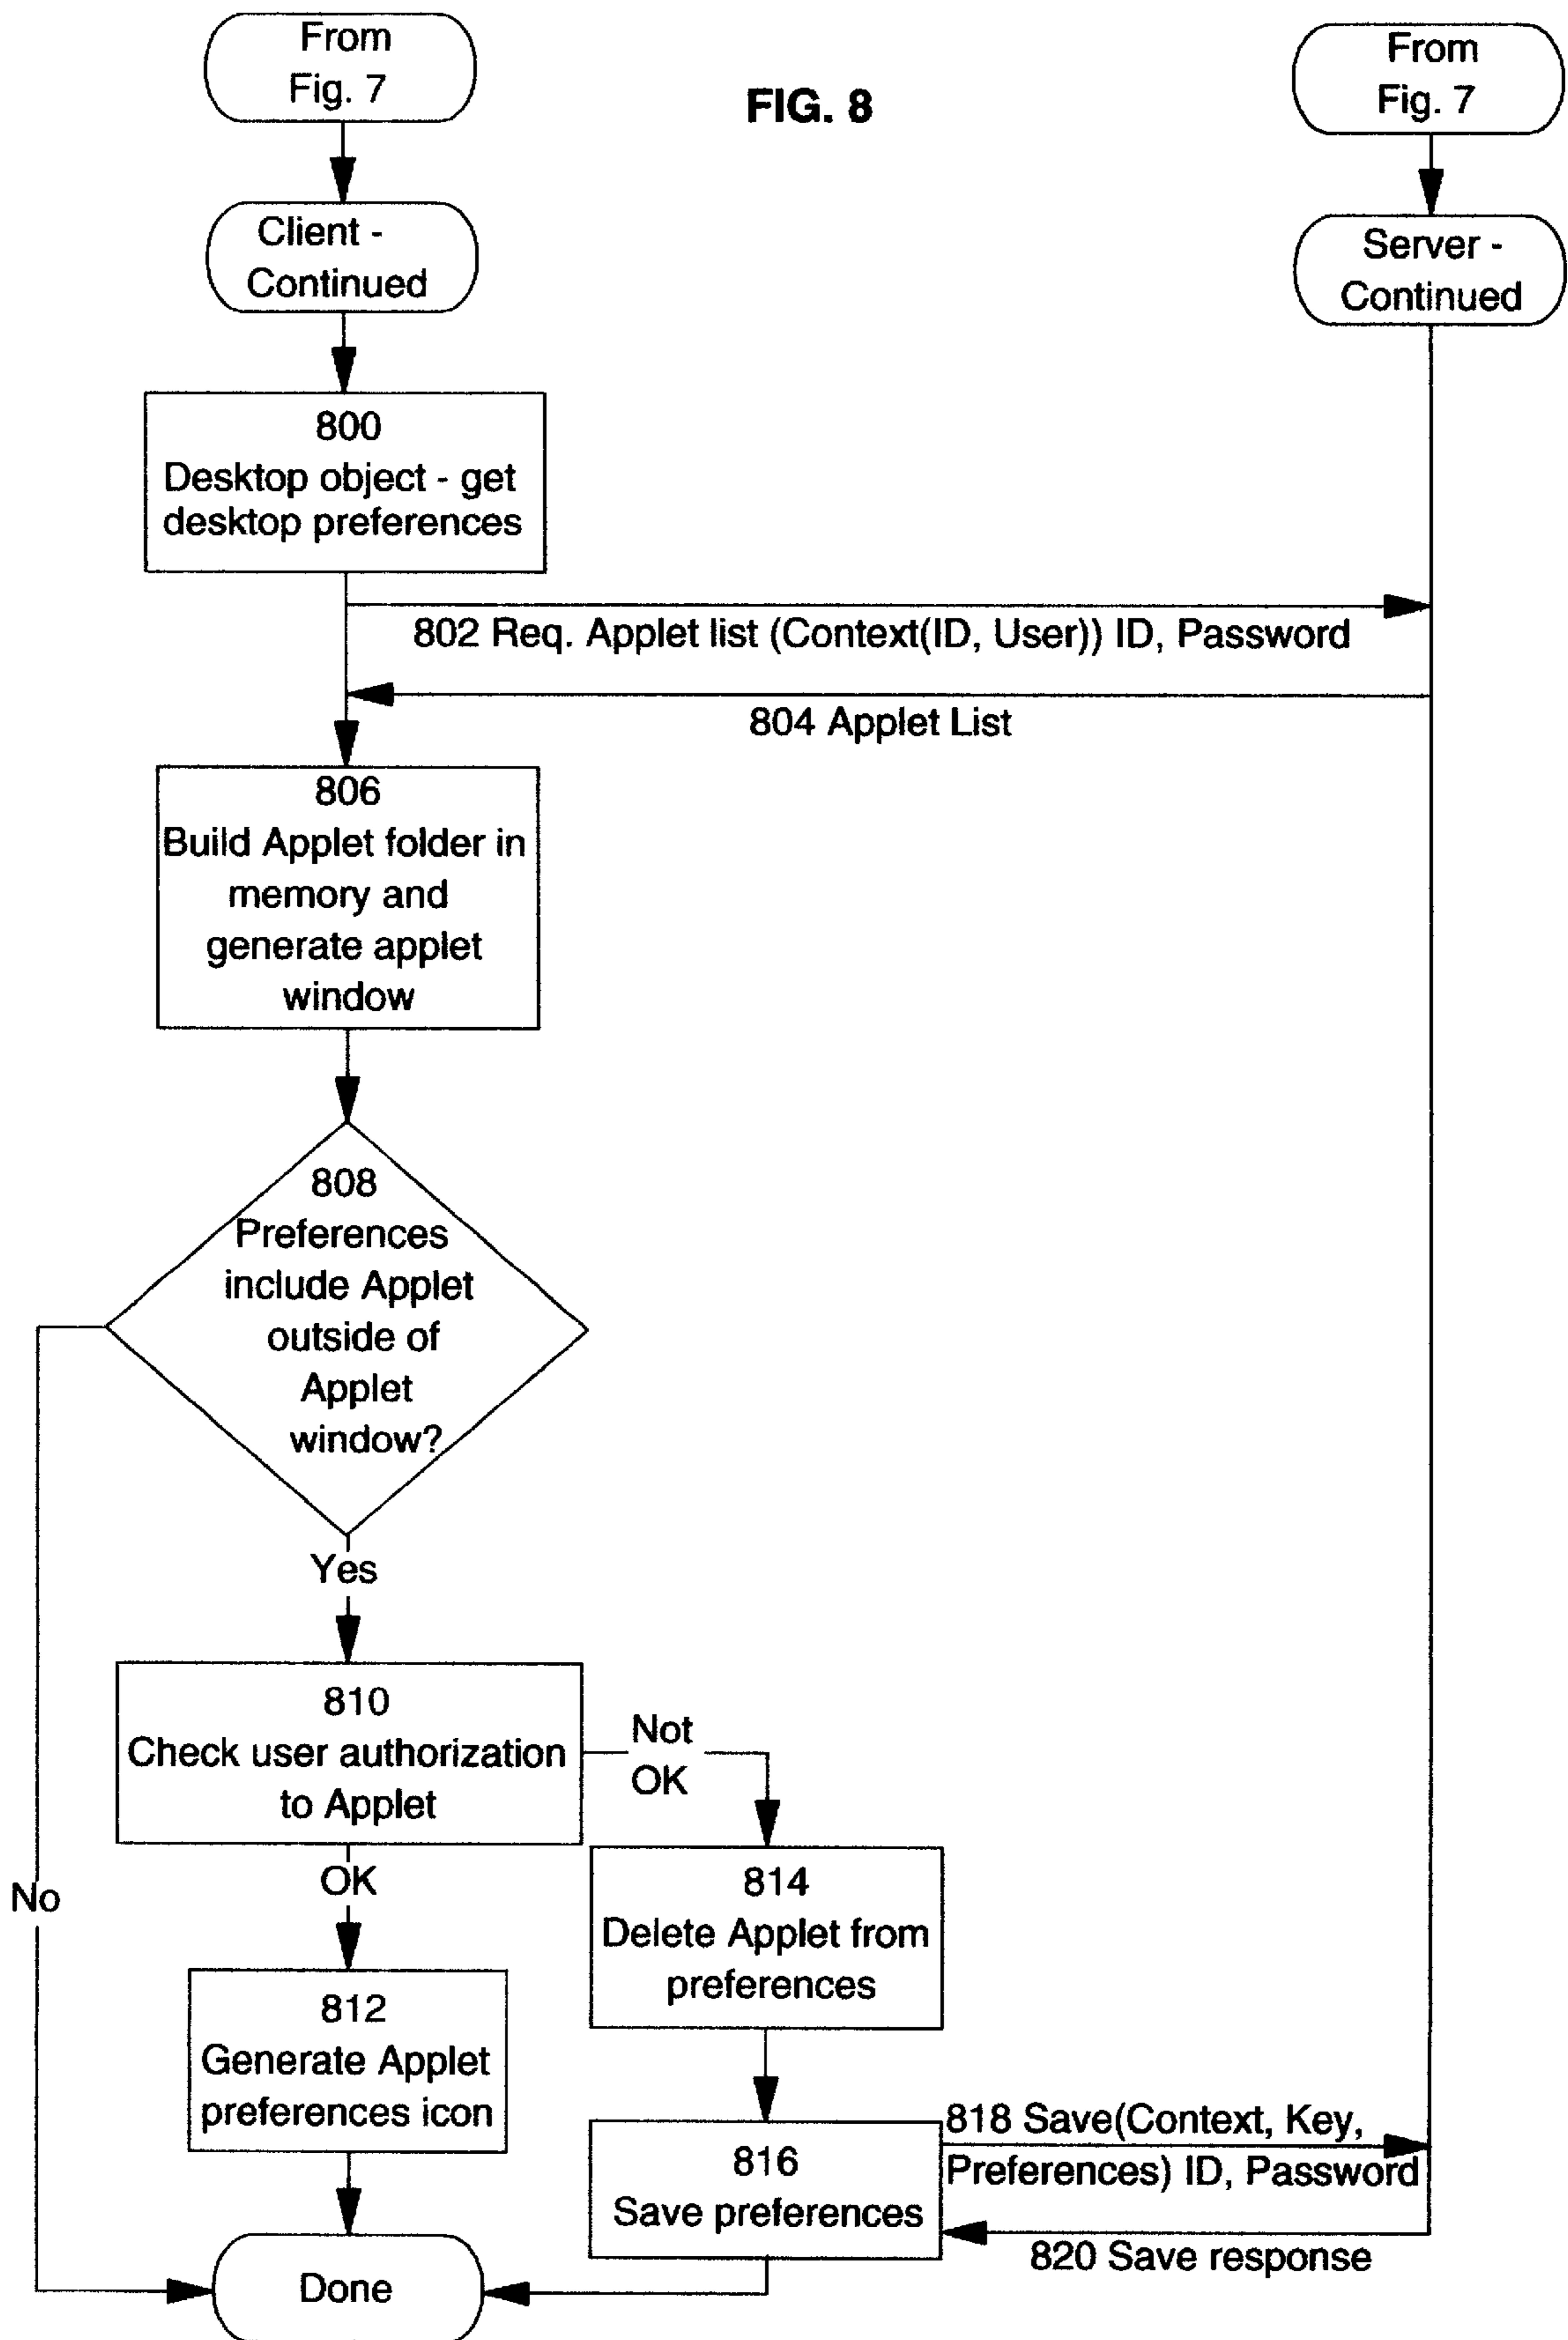 From
Fig. 7
FIG. 8
From
Fig. 7
Client -
Continued
Server -
Continued
800
Desktop object - get
desktop preferences
802 Req. Applet list (Context(ID, User)) ID, Password
804 Applet List
806
Build Applet folder in
memory and
generate applet
window
808
Preferences
include Applet
outside of
Applet
window?
Yes
No
810
Check user authorization
to Applet
Not
OK
OK
812
Generate Applet
preferences icon
814
Delete Applet from
preferences
816
Save preferences
818 Save(Context, Key,
Preferences) ID, Password
820 Save response
Done